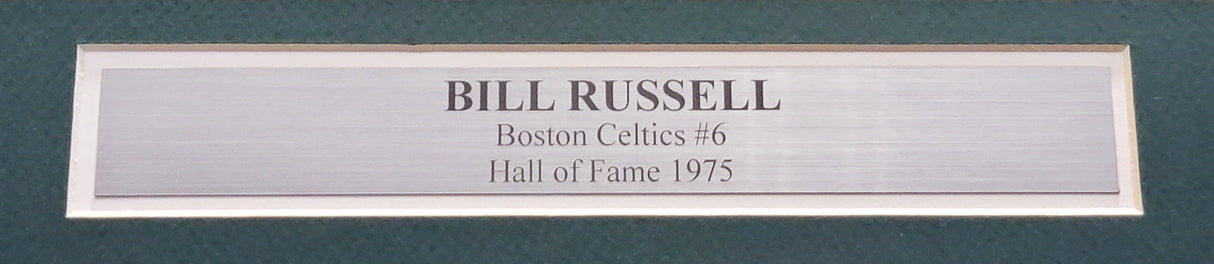 BILL RUSSELL
Boston Celtics #6
Hall of Fame 1975